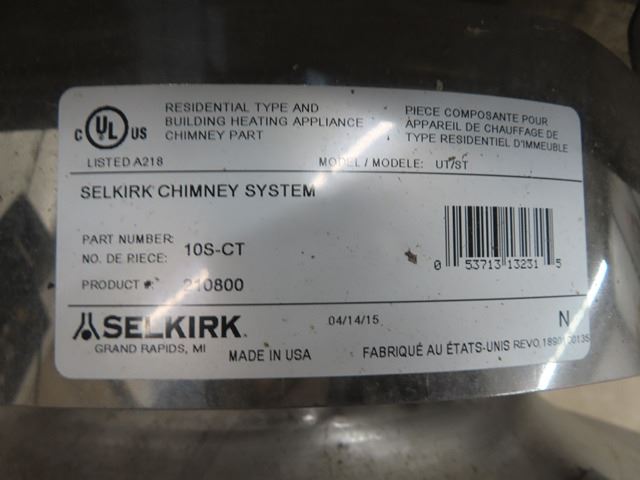 RESIDENTIAL TYPE AND
BUILDING HEATING APPLIANCE
CHIMNEY PART
PIECE COMPOSANTE POUR
APPAREIL DE CHAUFFAGE DE
TYPE RESIDENTIEL D'IMMEUBLE
C UL US
LISTED A218
MODEL / MODELE: UT/ST
SELKIRK CHIMNEY SYSTEM
PART NUMBER:
NO. DE PIECE: 10S-CT
PRODUCT #: 210800
0 53713 13231 5
SELKIRK
GRAND RAPIDS, MI
MADE IN USA
04/14/15
N
FABRIQUÉ AU ÉTATS-UNIS REVO,